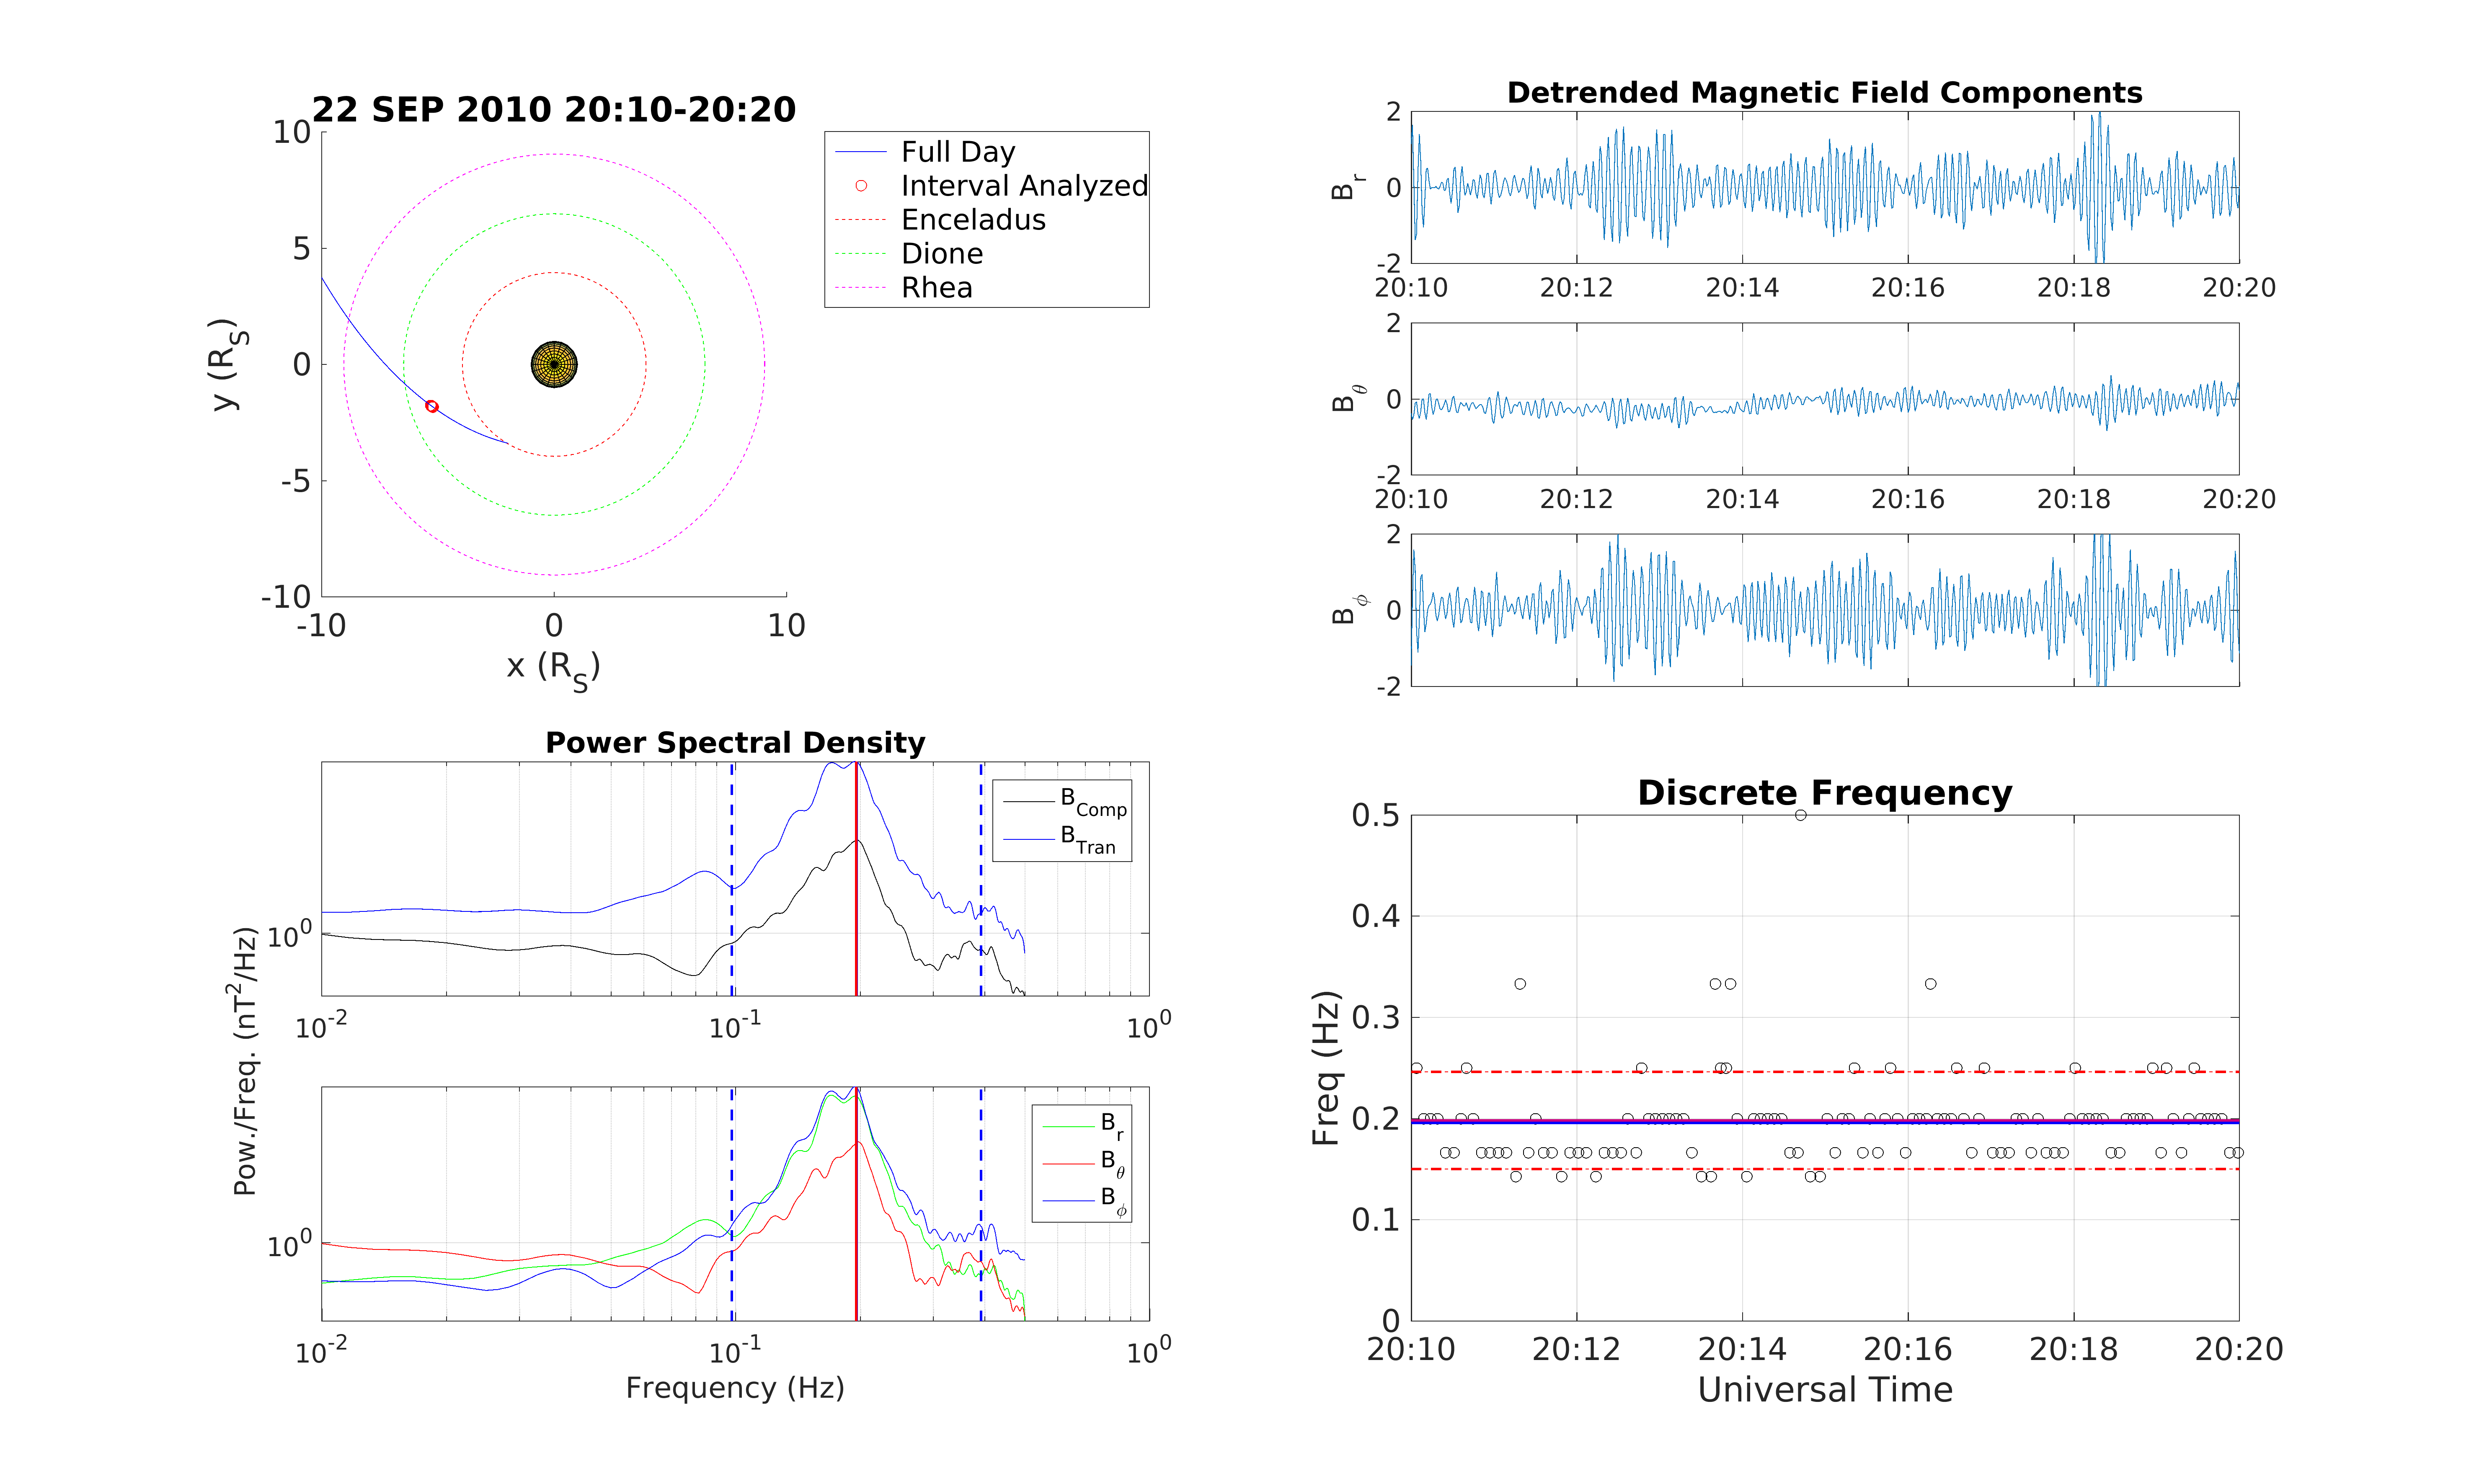 22 SEP 2010 20:10-20:20
10
5
0
-5
-10
-10 0 10
y (R_S)
x (R_S)
Full Day
Interval Analyzed
Enceladus
Dione
Rhea
Detrended Magnetic Field Components
2
0
-2
B_r
20:10 20:12 20:14 20:16 20:18 20:20
2
0
-2
B_θ
20:10 20:12 20:14 20:16 20:18 20:20
2
0
-2
B_ϕ
Power Spectral Density
10^0
10^-2 10^-1 10^0
B_Comp
B_Tran
Pow./Freq. (nT^2/Hz)
10^0
10^-2 10^-1 10^0
B_r
B_θ
B_ϕ
Frequency (Hz)
Discrete Frequency
0.5
0.4
0.3
0.2
0.1
0
Freq (Hz)
20:10 20:12 20:14 20:16 20:18 20:20
Universal Time